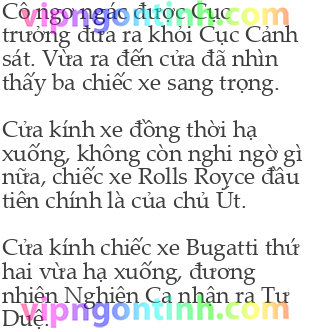 Cô ngơ ngác được Cục
trưởng đưa ra khỏi Cục Cảnh
sát. Vừa ra đến cửa đã nhìn
thấy ba chiếc xe sang trọng.
Cửa kính xe đồng thời hạ
xuống, không còn nghi ngờ gì
nữa, chiếc xe Rolls Royce đầu
tiên chính là của chủ Út.
Cửa kính chiếc xe Bugatti thứ
hai vừa hạ xuống, đương
nhiên Nghiên Ca nhận ra Tư
Duệ.
vipngontinh.com
vipngontinh.com